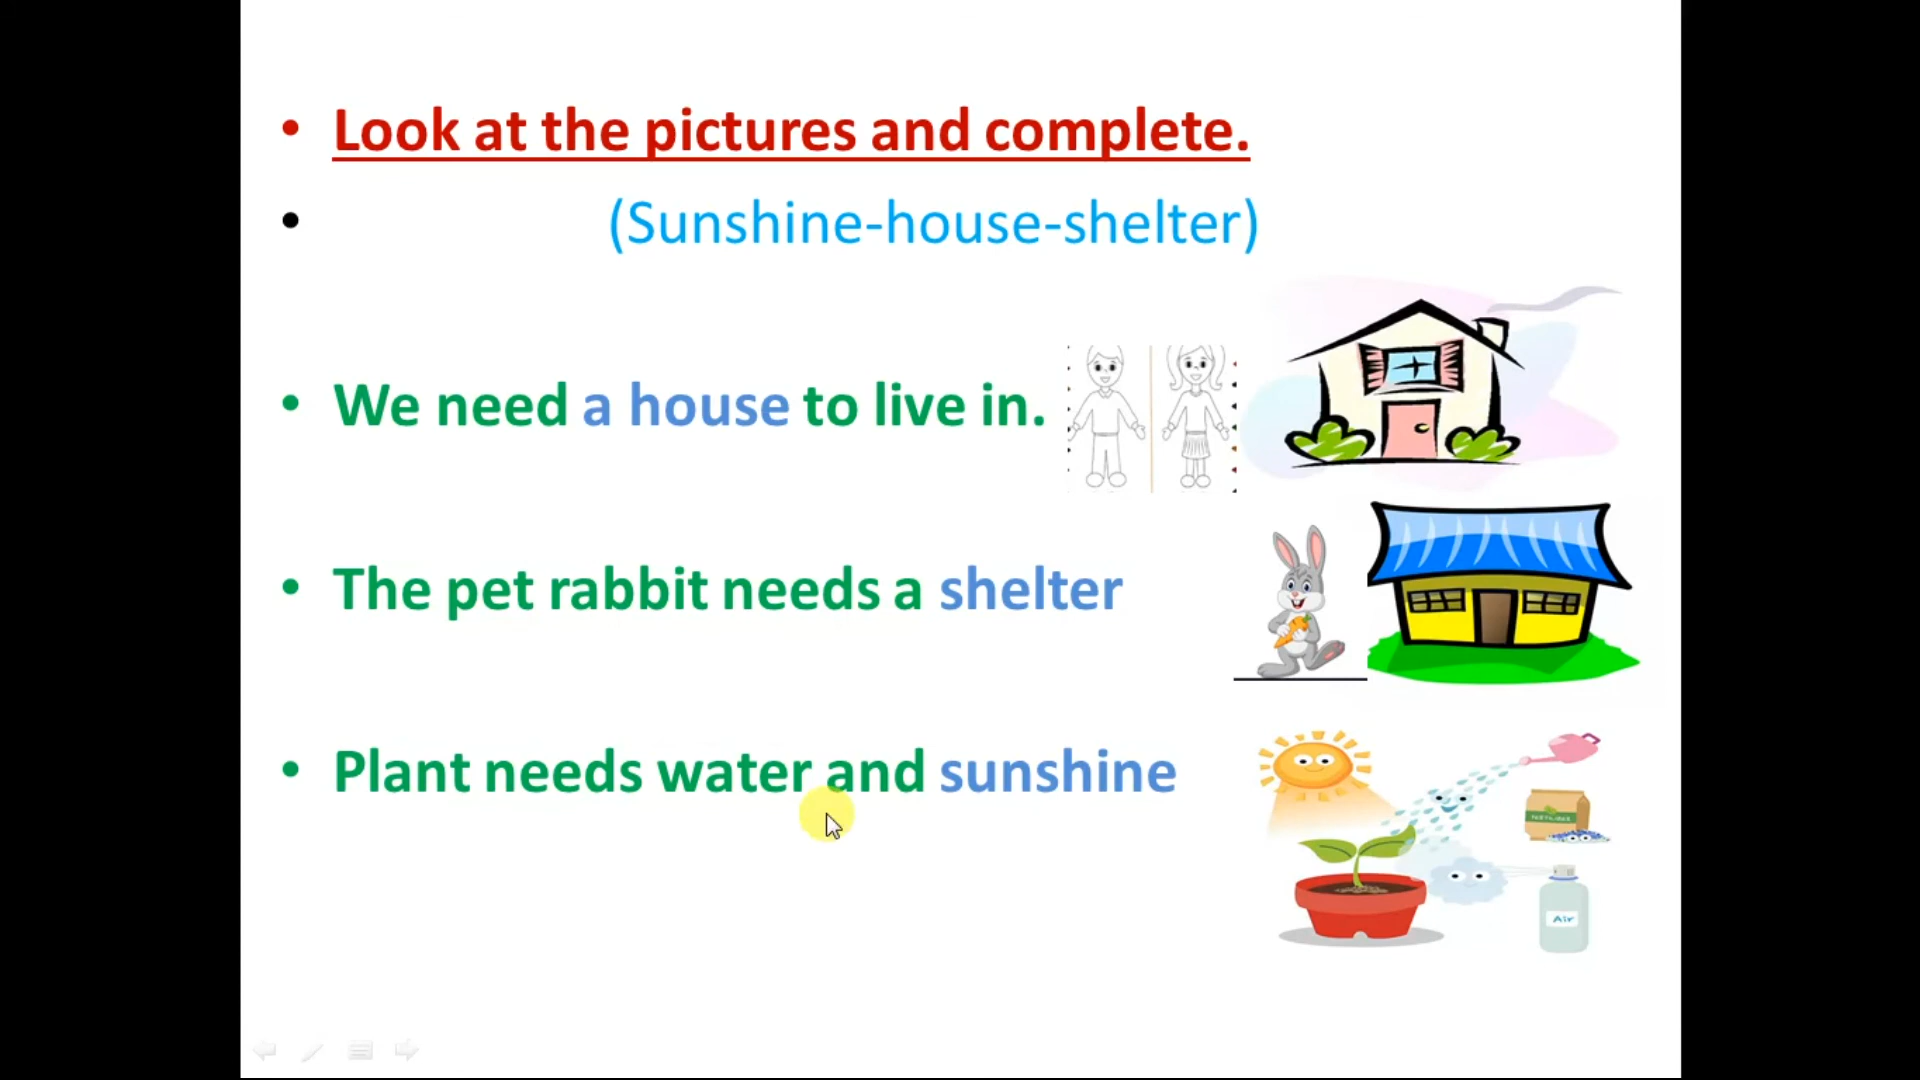 Look at the pictures and complete.
(Sunshine-house-shelter)
We need a house to live in.
The pet rabbit needs a shelter
Plant needs water and sunshine
Air